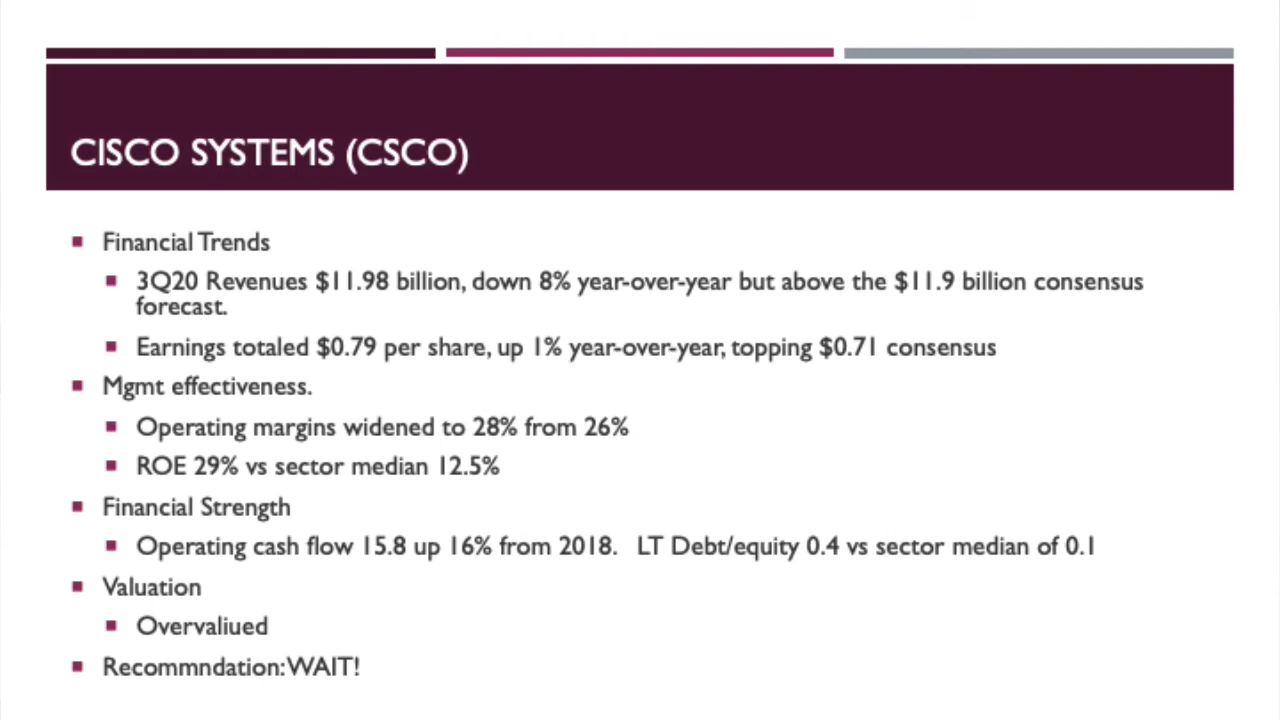 CISCO SYSTEMS (CSCO)
Financial Trends
3Q20 Revenues $11.98 billion, down 8% year-over-year but above the $11.9 billion consensus
forecast.
Earnings totaled $0.79 per share, up 1% year-over-year, topping $0.71 consensus
Mgmt effectiveness.
Operating margins widened to 28% from 26%
ROE 29% vs sector median 12.5%
Financial Strength
Operating cash flow 15.8 up 16% from 2018.   LT Debt/equity 0.4 vs sector median of 0.1
Valuation
Overvaliued
Recommndation: WAIT!